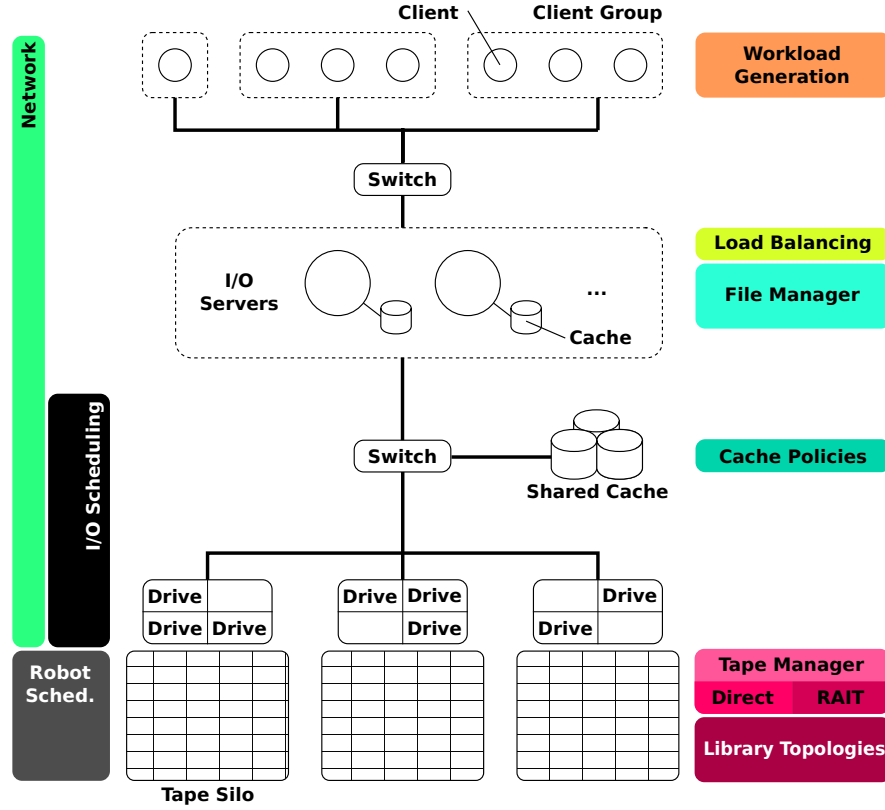 Client
Client Group
Network
Workload
Generation
Switch
Load Balancing
I/O
Servers
...
File Manager
Cache
I/O Scheduling
Switch
Cache Policies
Shared Cache
Drive
Drive Drive
Drive Drive
Drive
Drive
Drive
Robot
Sched.
Tape Manager
Direct RAIT
Library Topologies
Tape Silo